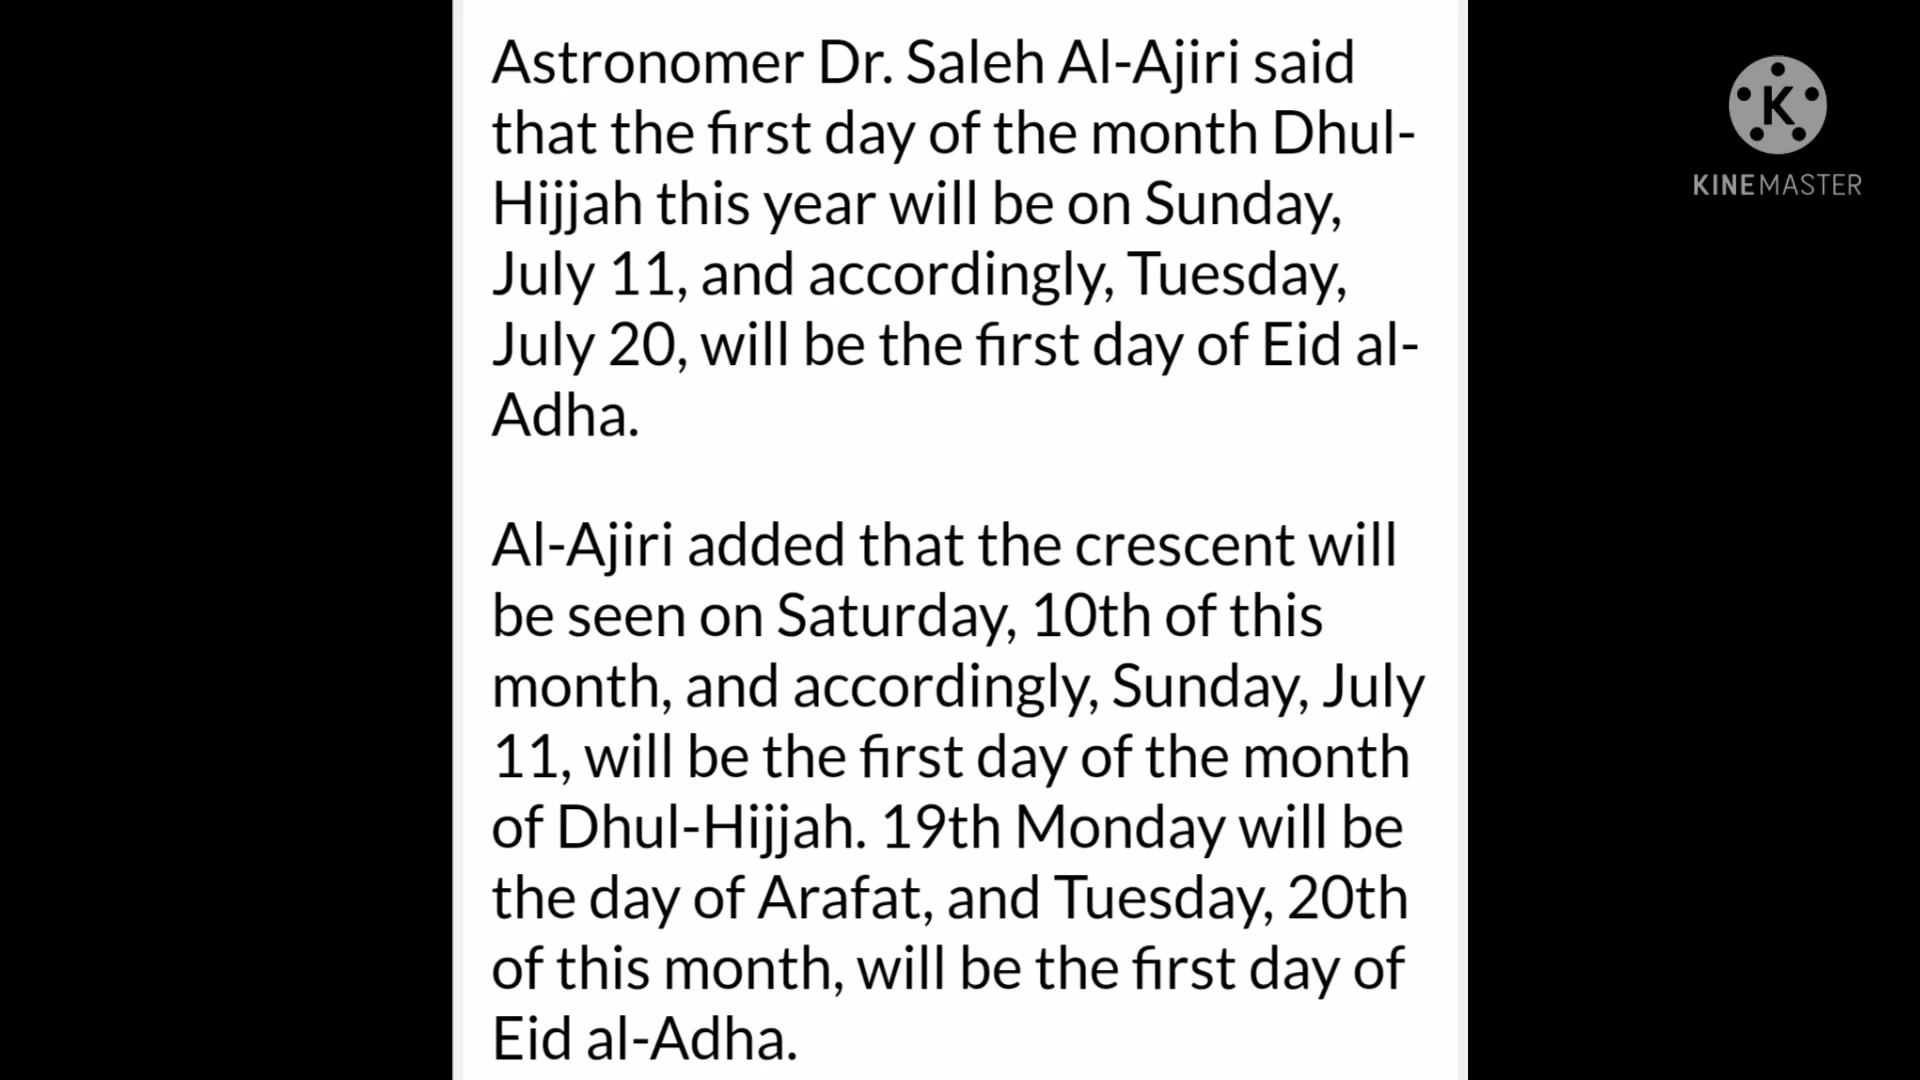 Astronomer Dr. Saleh Al-Ajiri said
that the first day of the month Dhul-
Hijjah this year will be on Sunday,
July 11, and accordingly, Tuesday,
July 20, will be the first day of Eid al-
Adha.
Al-Ajiri added that the crescent will
be seen on Saturday, 10th of this
month, and accordingly, Sunday, July
11, will be the first day of the month
of Dhul-Hijjah. 19th Monday will be
the day of Arafat, and Tuesday, 20th
of this month, will be the first day of
Eid al-Adha.
K
KINEMASTER